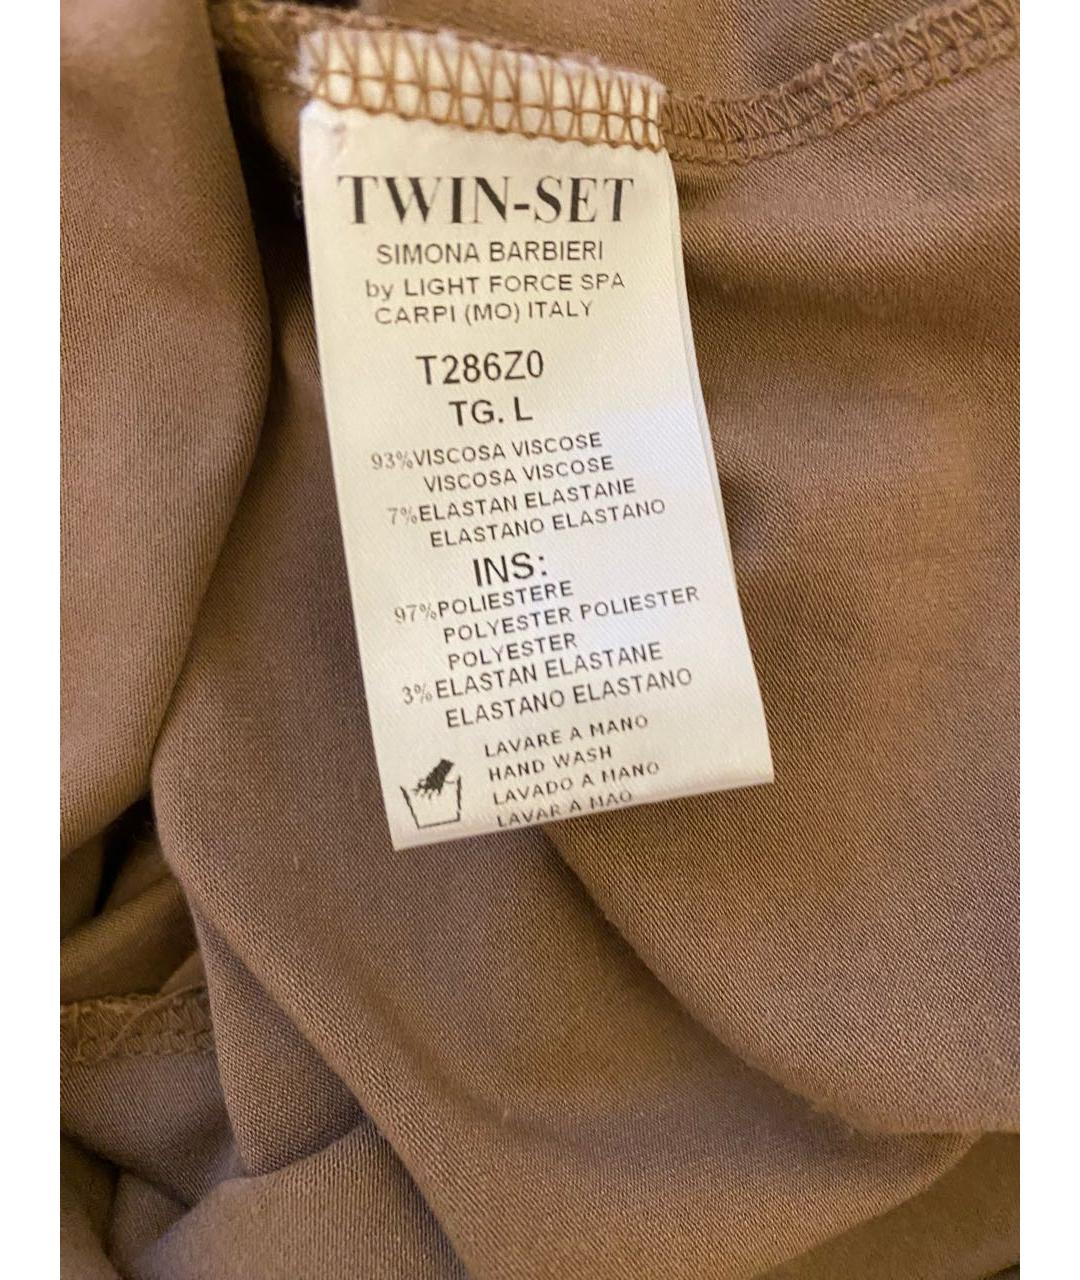 TWIN-SET
SIMONA BARBIERI
by LIGHT FORCE SPA
CARPI (MO) ITALY
T286Z0
TG. L
93%VISCOSA VISCOSE
VISCOSA VISCOSE
7%ELASTAN ELASTANE
ELASTANO ELASTANO
INS:
97%POLIESTERE
POLYESTER POLIESTER
POLYESTER
3%ELASTAN ELASTANE
ELASTANO ELASTANO
LAVARE A MANO
HAND WASH
LAVADO A MANO
LAVAR A MAO